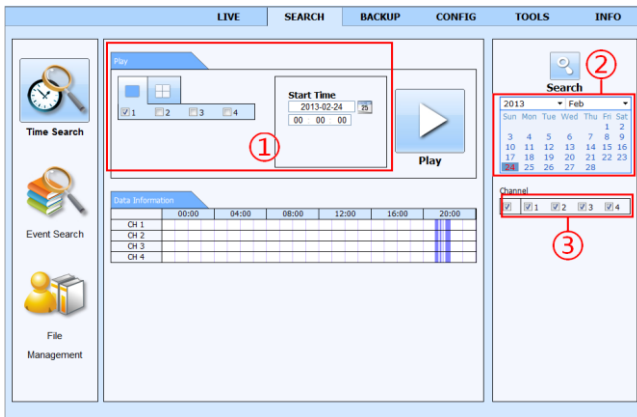 LIVE SEARCH BACKUP CONFIG TOOLS INFO
Time Search
Event Search
File
Management
Play
1 2 3 4
Start Time
2013-02-24 25
00 00 00
Play
1
Data Information
00:00 04:00 08:00 12:00 16:00 20:00
CH 1
CH 2
CH 3
CH 4
Search
2
2013 Feb
Sun Mon Tue Wed Thu Fri Sat
1 2
3 4 5 6 7 8 9
10 11 12 13 14 15 16
17 18 19 20 21 22 23
24 25 26 27 28
Channel
1 2 3 4
3